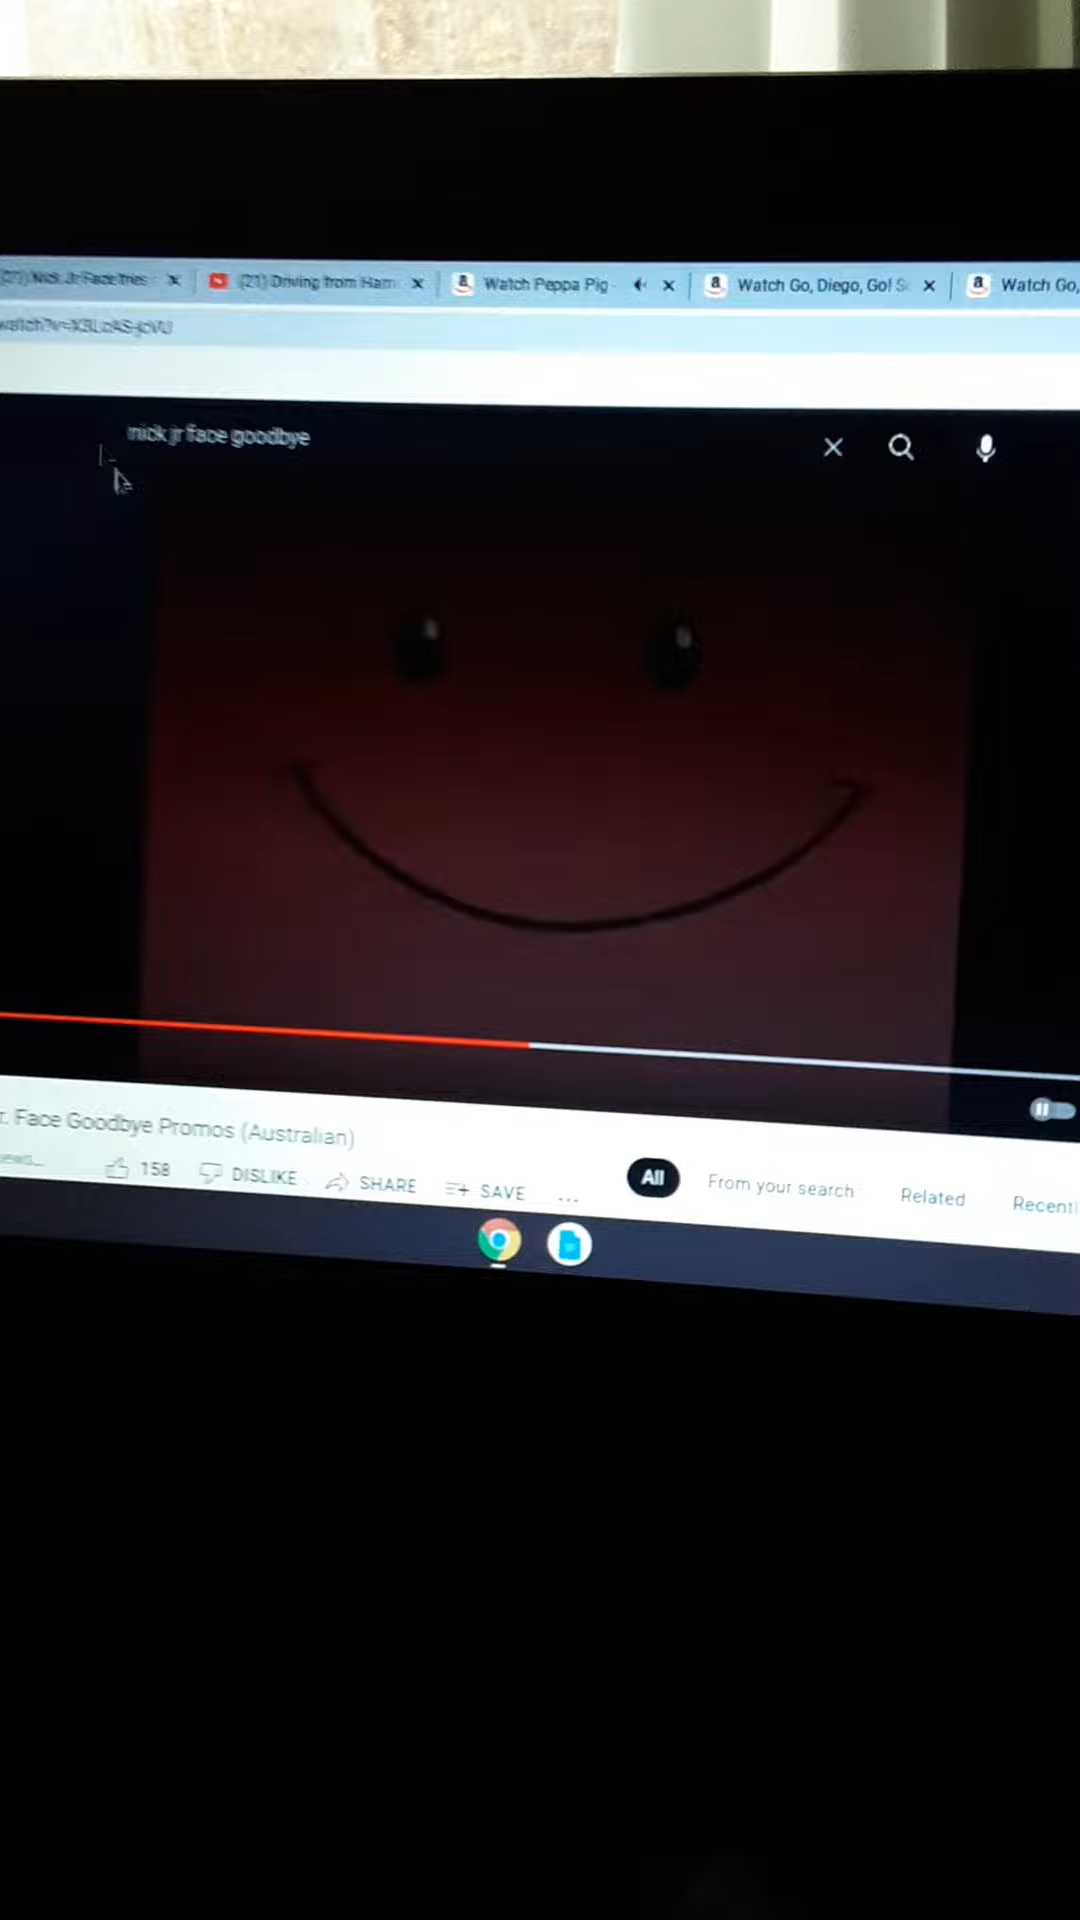 Nick Jr Face Tries
(21) Driving from Ham
Watch Peppa Pig
Watch Go, Diego, Go! S
Watch Go,
nick jr face goodbye
r. Face Goodbye Promos (Australian)
158
DISLIKE
SHARE
SAVE
...
All
From your search
Related
Recentl